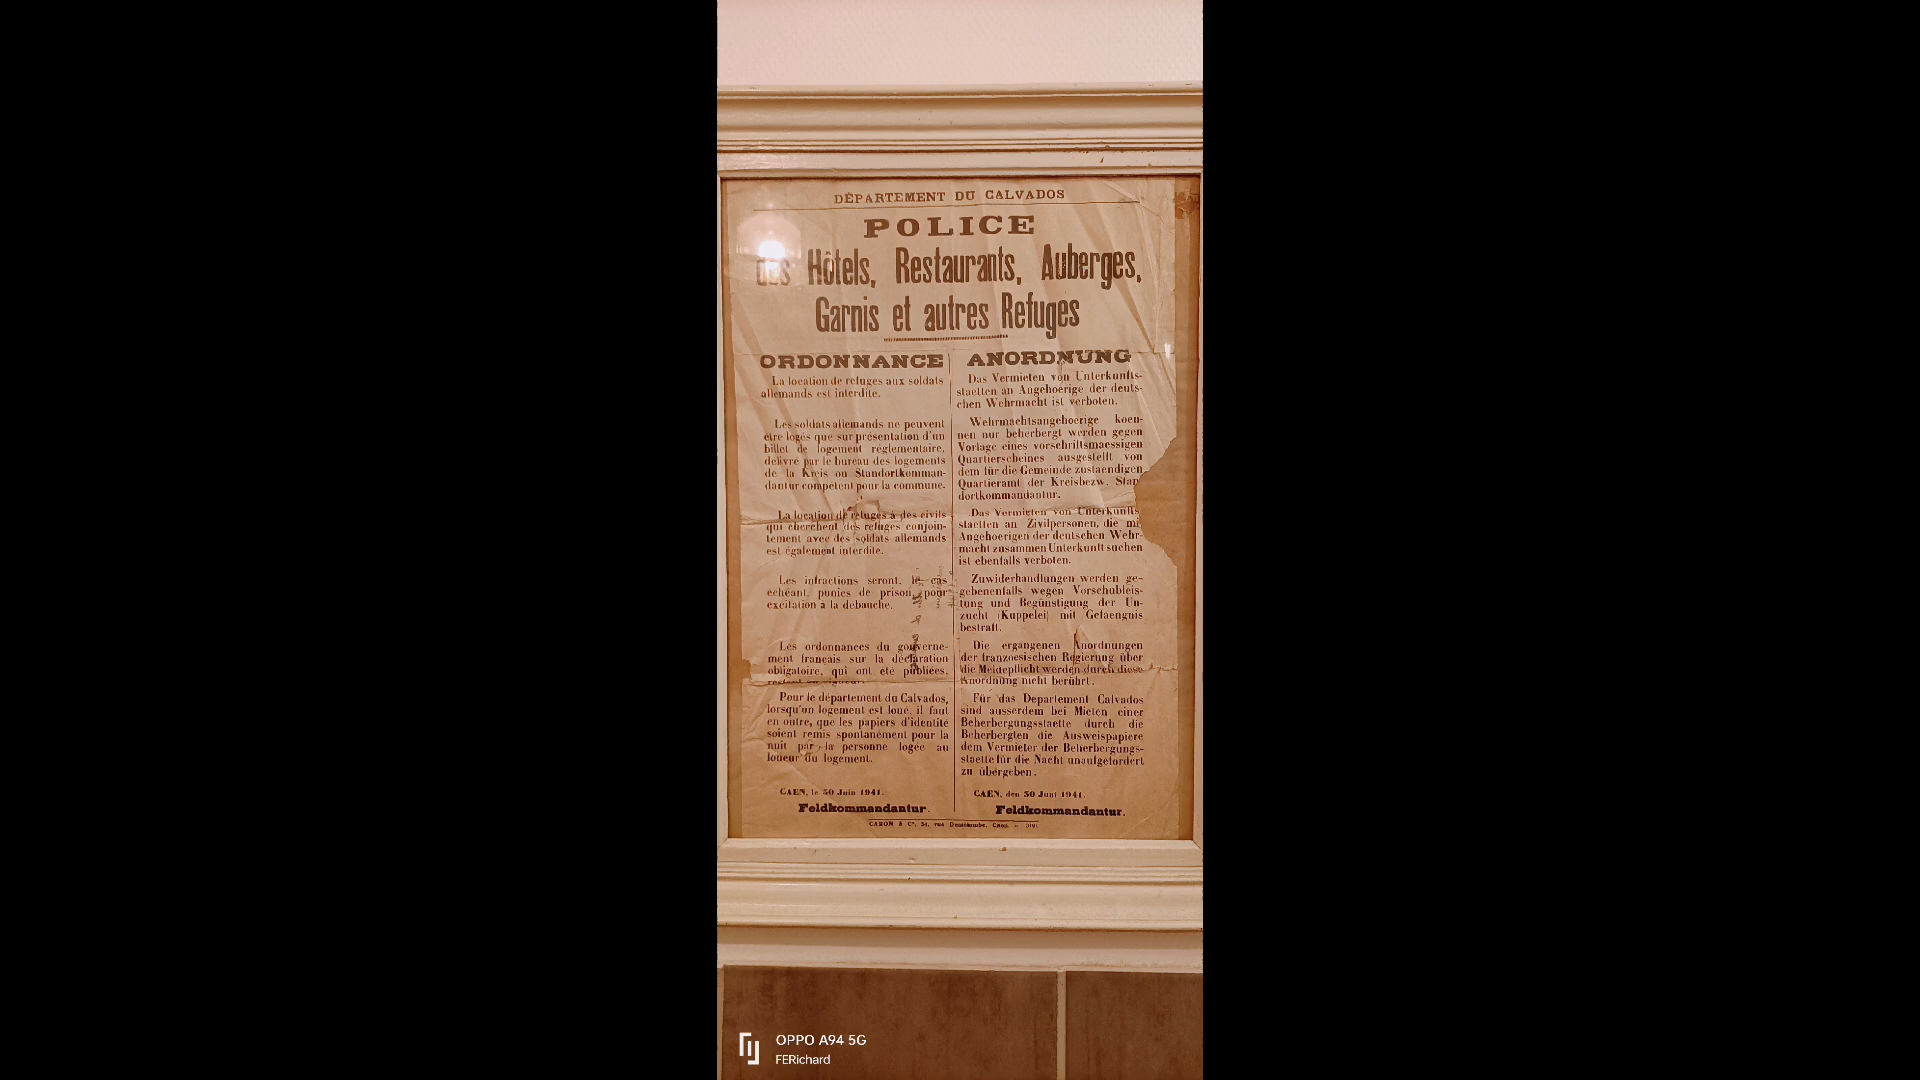 DÉPARTEMENT DU CALVADOS
POLICE
des Hôtels, Restaurants, Auberges,
Garnis et autres Refuges
ORDONNANCE
La location de refuges aux soldats
allemands est interdite.
Les soldats allemands ne peuvent
être logés que sur présentation d'un
billet de logement réglementaire,
délivré par le bureau des logements
de la Kreis ou Standortkomman-
dantur compétent pour la commune.
La location de refuges à des civils
qui cherchent des refuges conjoin-
tement avec des soldats allemands
est également interdite.
Les infractions seront, le cas
échéant, punies de prison, pour
excitation à la débauche.
Les ordonnances du gouverne-
ment français sur la déclaration
obligatoire, qui ont été publiées,
restent en vigueur.
Pour le département du Calvados,
lorsqu'un logement est loué, il faut
en outre, que les papiers d'identité
soient remis spontanément pour la
nuit par la personne logée au
loueur du logement.
CAEN, le 30 Juin 1941.
Feldkommandantur.
ANORDNUNG
Das Vermieten von Unterkunfts-
staetten an Angehoerige der deuts-
chen Wehrmacht ist verboten.
Wehrmachtsangehoerige koen-
nen nur beherbergt werden gegen
Vorlage eines vorschriftsmaessigen
Quartierscheines ausgestellt von
dem für die Gemeinde zustaendigen
Quartieramt der Kreisbezw. Stan
dortkommandantur.
Das Vermieten von Unterkunfts
staetten an Zivilpersonen, die mi
Angehoerigen der deutschen Wehr-
macht zusammen Unterkunft suchen
ist ebenfalls verboten.
Zuwiderhandlungen werden ge-
gebenenfalls wegen Vorschubleis-
tung und Begünstigung der Un-
zucht (Kuppelei) mit Gefaengnis
bestraft.
Die ergangenen Anordnungen
der franzoesischen Regierung über
die Meldepflicht werden durch diese
Anordnung nicht berührt.
Für das Departement Calvados
sind ausserdem bei Mieten einer
Beherbergungsstaette durch die
Beherbergten die Ausweispapiere
dem Vermieter der Beherbergungs-
staette für die Nacht unaufgefordert
zu übergeben.
CAEN, den 30 Juni 1941.
Feldkommandantur.
CARON & Cie, rue Caen. —
OPPO A94 5G
FERichard